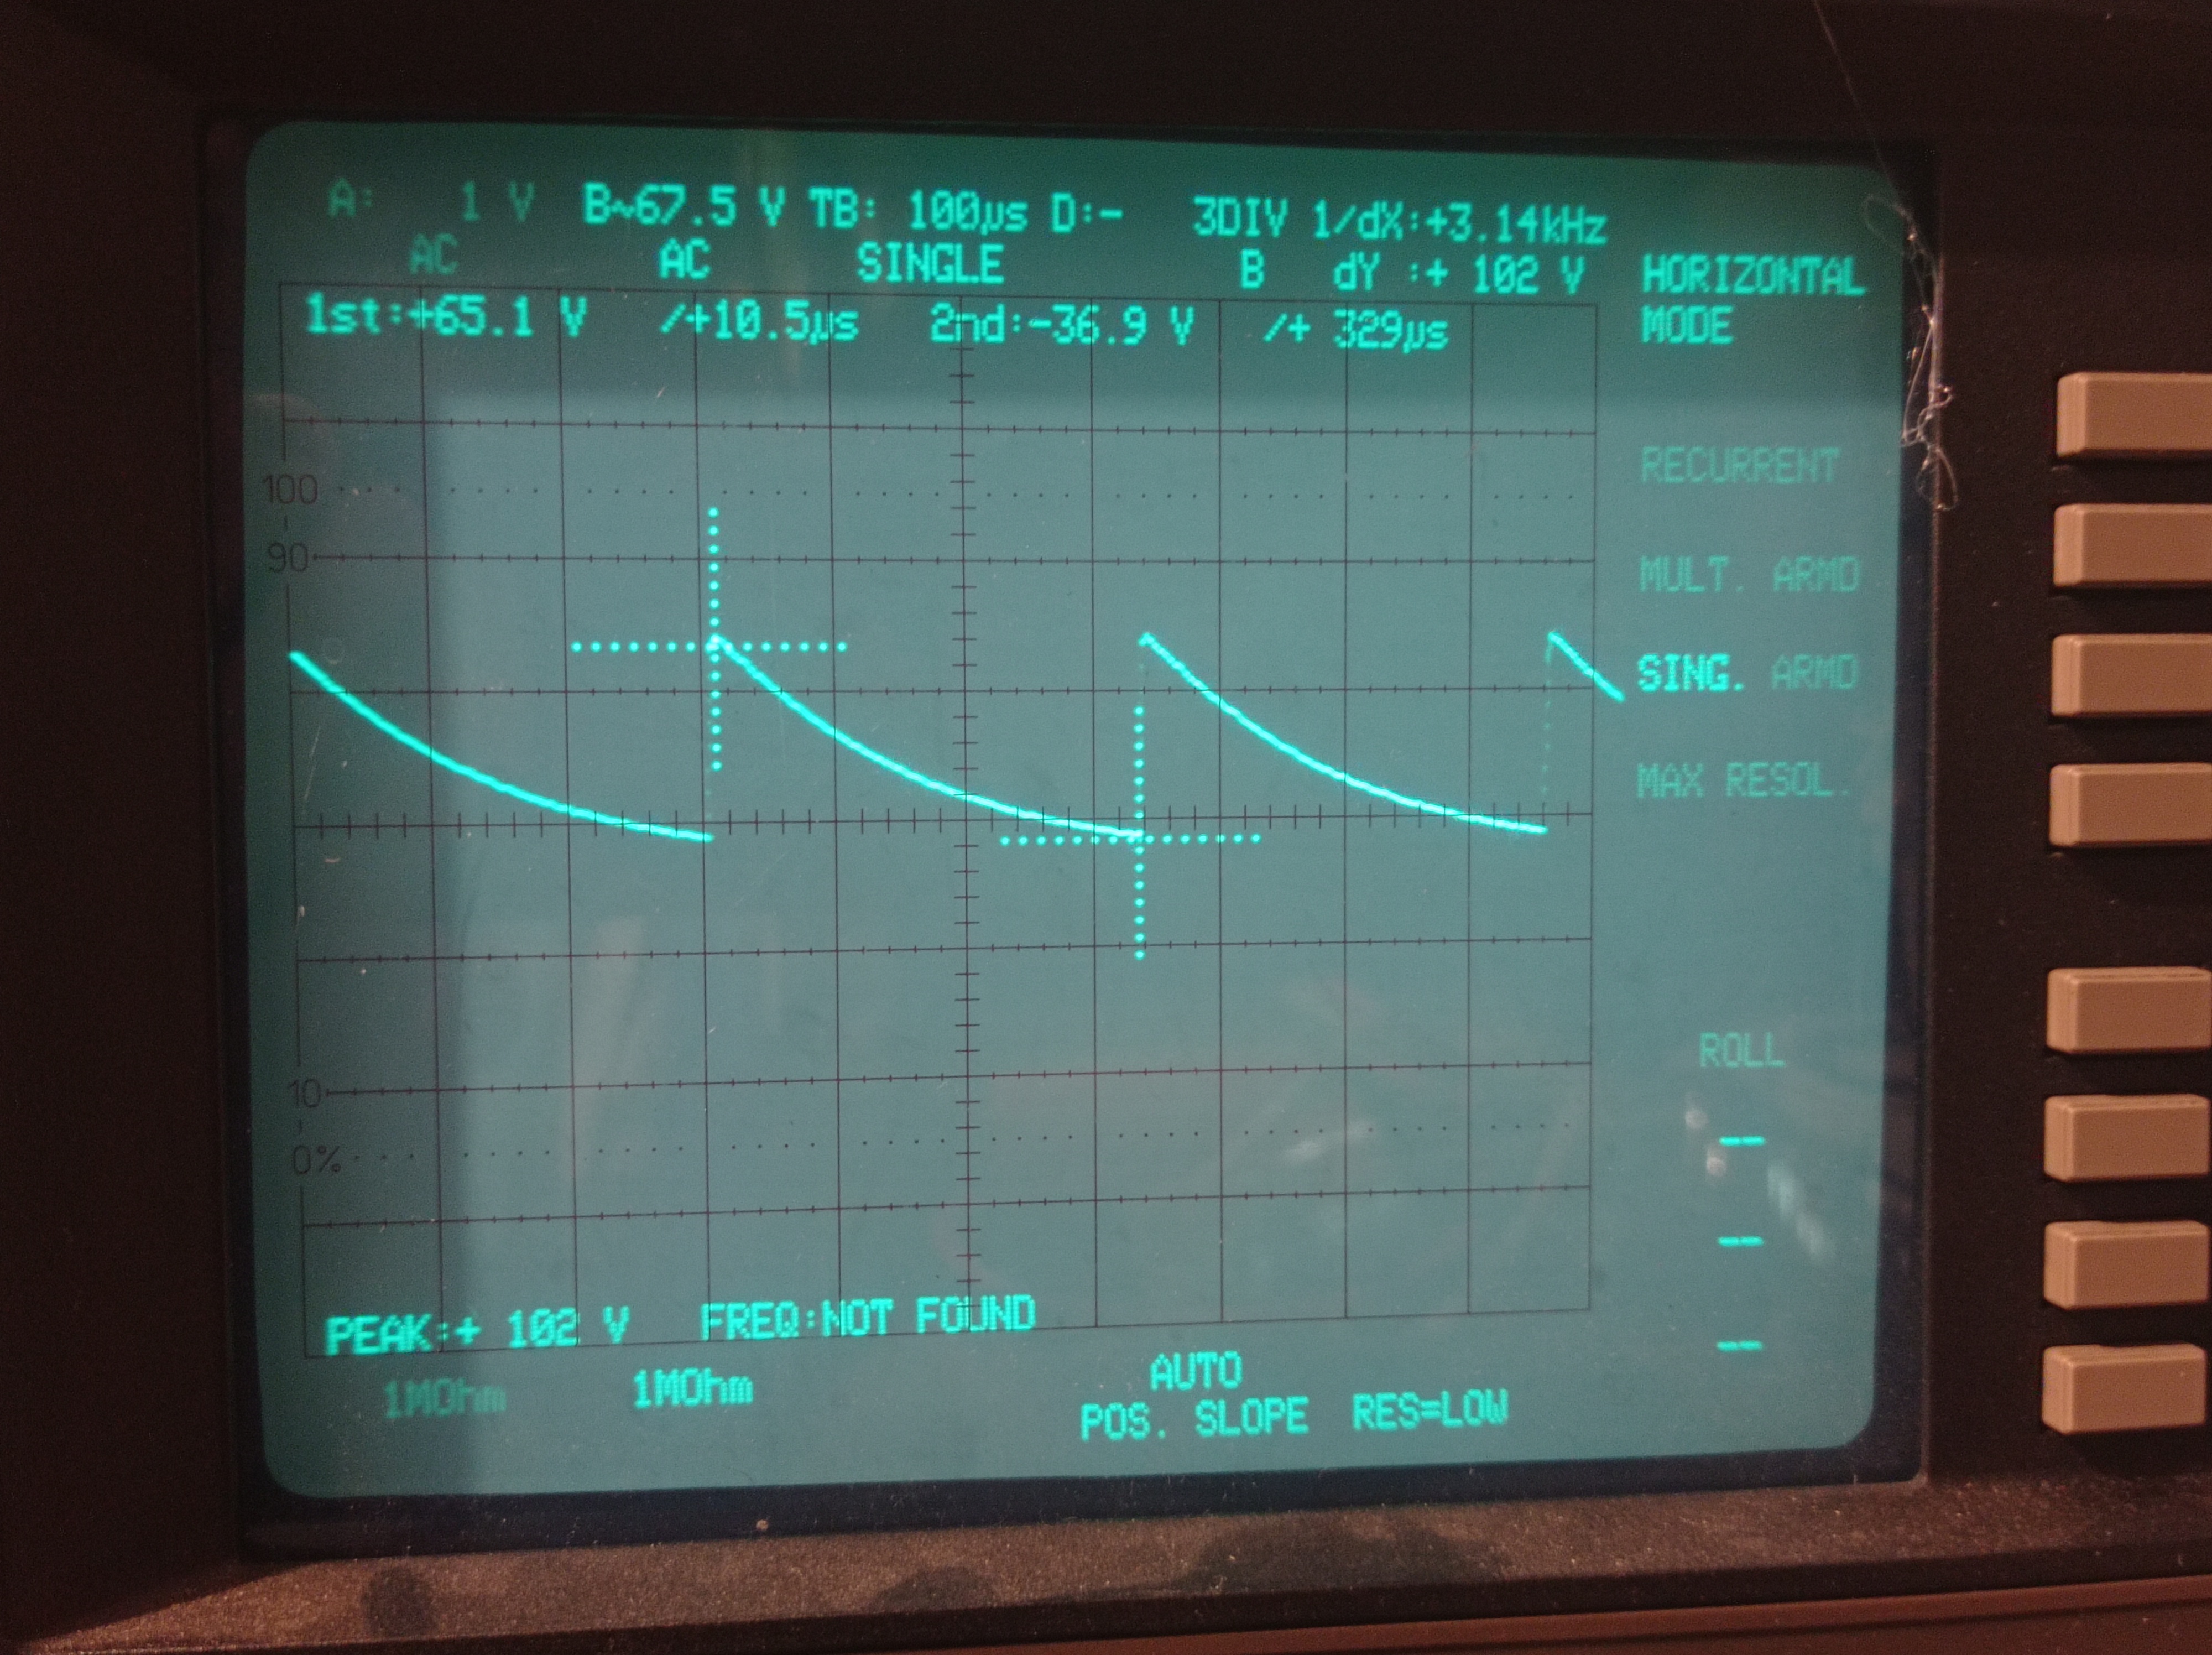 A: 1 V B~67.5 V TB: 100µs D:- 3DIV 1/dX:+3.14kHz
AC AC SINGLE B dY :+ 102 V
HORIZONTAL
MODE
1st:+65.1 V /+10.5µs 2nd:-36.9 V /+ 329µs
RECURRENT
100
90
MULT. ARMD
SING. ARMD
MAX RESOL.
ROLL
10
0%
PEAK:+ 102 V FREQ:NOT FOUND
1MOhm 1MOhm AUTO
POS. SLOPE RES=LOW